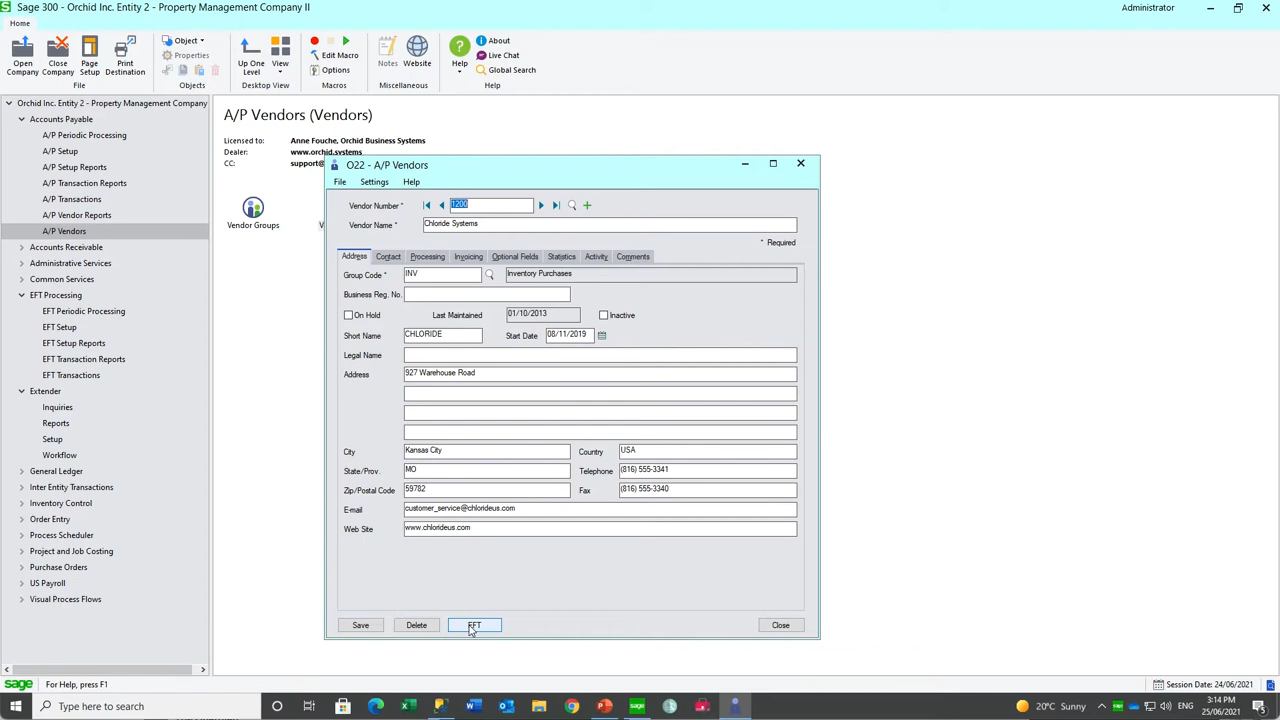 Sage 300 - Orchid Inc. Entity 2 - Property Management Company II
Administrator
Home
Open Company
Close Company
Page Setup
Print Destination
File
Object
Properties
Objects
Up One Level
View
Desktop View
Edit Macro
Options
Macros
Notes
Website
Miscellaneous
Help
About
Live Chat
Global Search
Help
Orchid Inc. Entity 2 - Property Management Company
Accounts Payable
A/P Periodic Processing
A/P Setup
A/P Setup Reports
A/P Transaction Reports
A/P Transactions
A/P Vendor Reports
A/P Vendors
Accounts Receivable
Administrative Services
Common Services
EFT Processing
EFT Periodic Processing
EFT Setup
EFT Setup Reports
EFT Transaction Reports
EFT Transactions
Extender
Inquiries
Reports
Setup
Workflow
General Ledger
Inter Entity Transactions
Inventory Control
Order Entry
Process Scheduler
Project and Job Costing
Purchase Orders
US Payroll
Visual Process Flows
A/P Vendors (Vendors)
Licensed to: Anne Fouche, Orchid Business Systems
Dealer: www.orchid.systems
CC: support@
Vendor Groups
V
O22 - A/P Vendors
File Settings Help
Vendor Number * 1200
Vendor Name * Chloride Systems
* Required
Address Contact Processing Invoicing Optional Fields Statistics Activity Comments
Group Code * INV Inventory Purchases
Business Reg. No.
On Hold Last Maintained 01/10/2013 Inactive
Short Name CHLORIDE Start Date 08/11/2019
Legal Name
Address 927 Warehouse Road
City Kansas City Country USA
State/Prov. MO Telephone (816) 555-3341
Zip/Postal Code 59782 Fax (816) 555-3340
E-mail customer_service@chlorideus.com
Web Site www.chlorideus.com
Save Delete EFT Close
sage For Help, press F1
Session Date: 24/06/2021
Type here to search
20°C Sunny
ENG
3:14 PM
25/06/2021
5